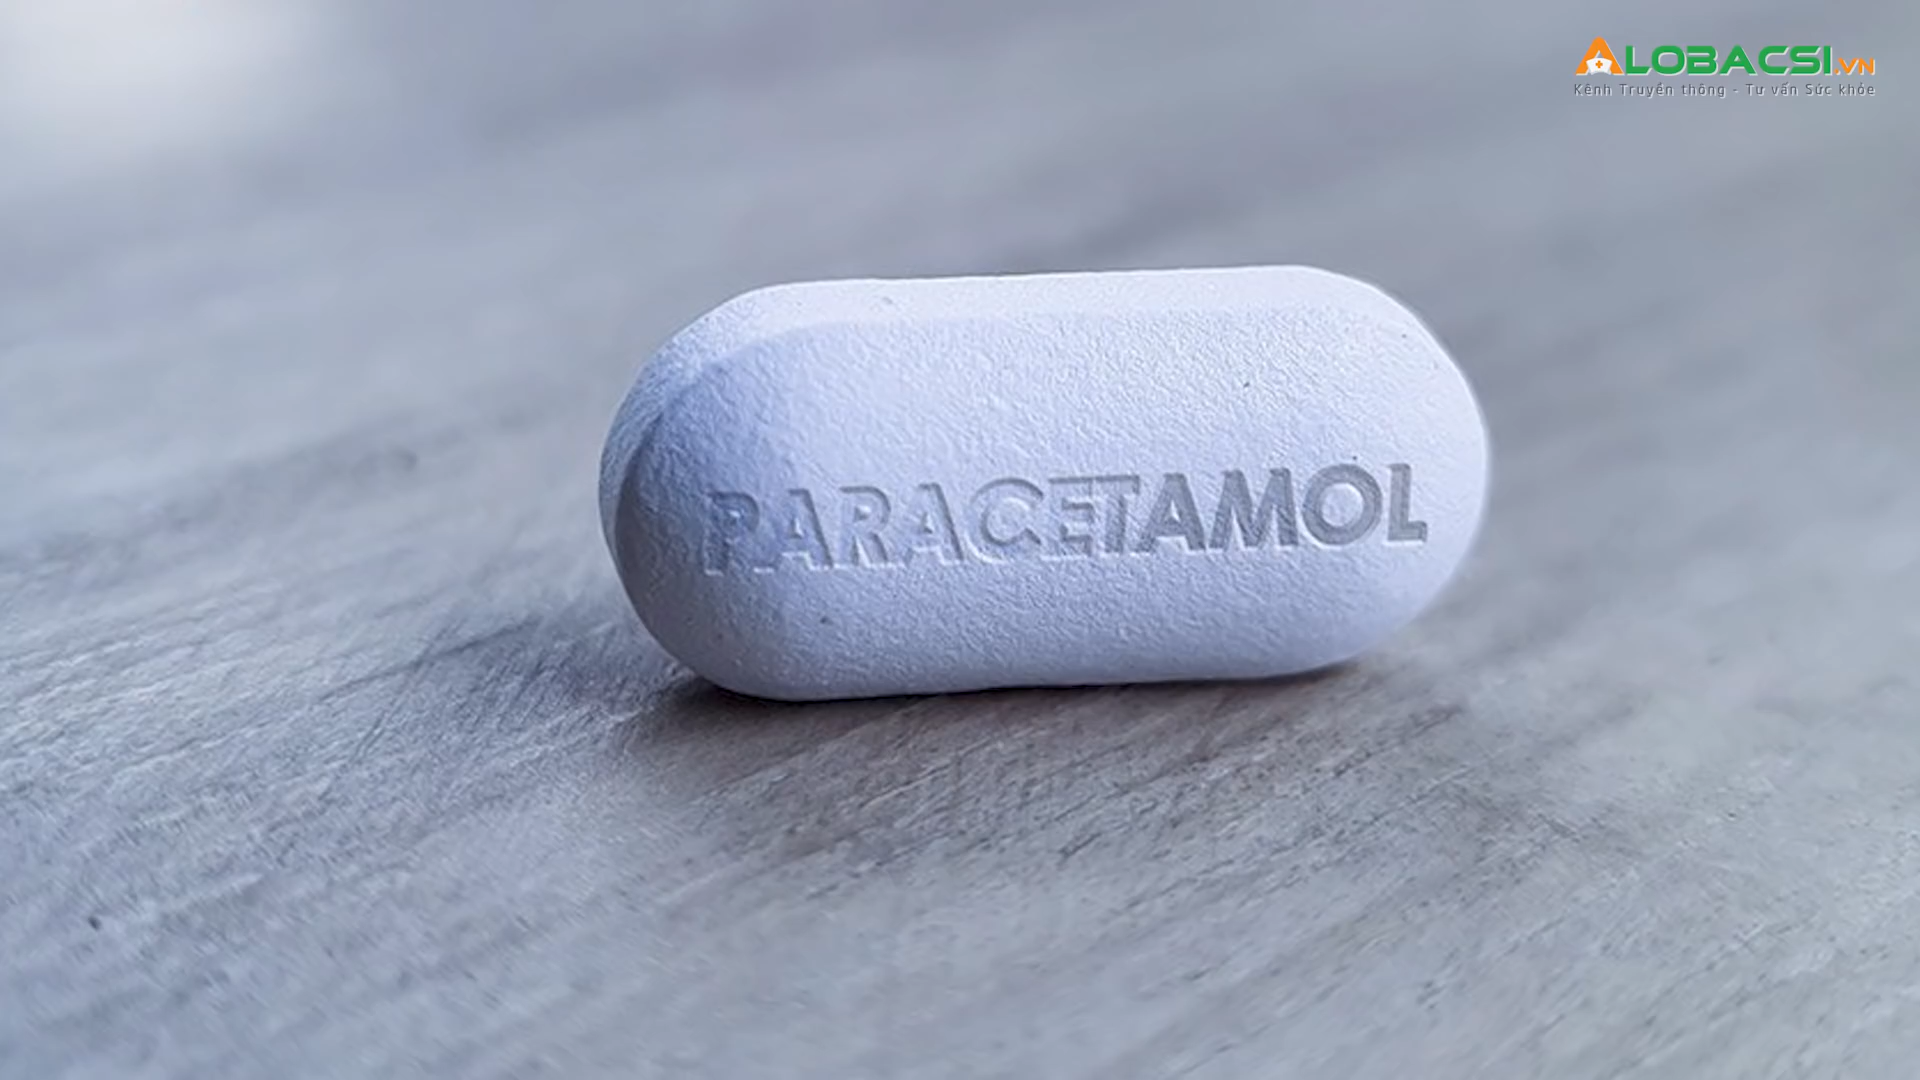 ALOBACSI.VN
Kênh Truyền thông - Tư vấn Sức khỏe
PARACETAMOL